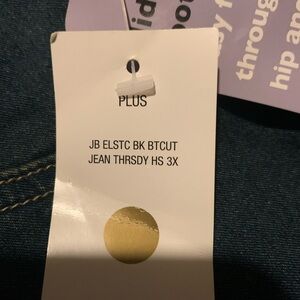 PLUS
JB ELSTC BK BTCUT
JEAN THRSDY HS 3X
throug
hip an